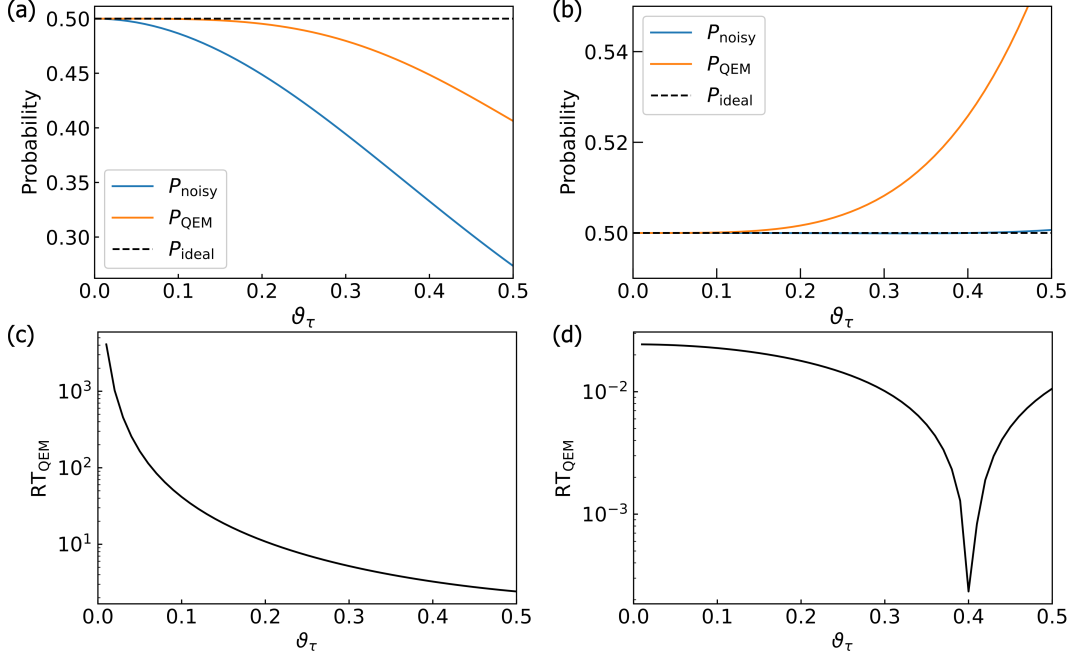 (a)
Probability
0.50
0.45
0.40
0.35
0.30
P_noisy
P_QEM
P_ideal
0.0 0.1 0.2 0.3 0.4 0.5
ϑ_τ
(b)
Probability
0.54
0.52
0.50
P_noisy
P_QEM
P_ideal
0.0 0.1 0.2 0.3 0.4 0.5
ϑ_τ
(c)
RT_QEM
10^3
10^2
10^1
0.0 0.1 0.2 0.3 0.4 0.5
ϑ_τ
(d)
RT_QEM
10^−2
10^−3
0.0 0.1 0.2 0.3 0.4 0.5
ϑ_τ